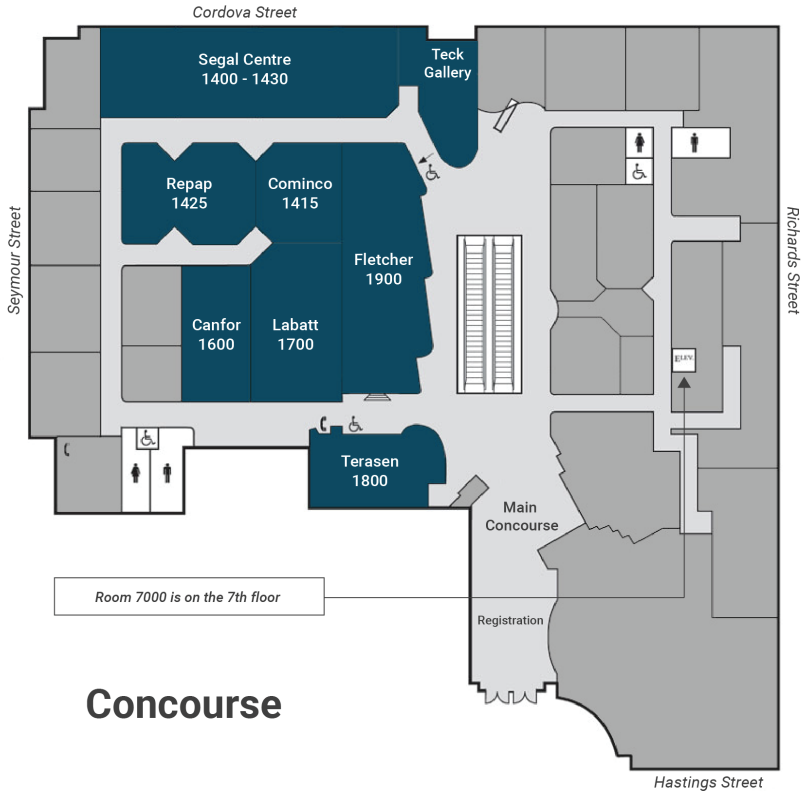 Cordova Street
Segal Centre
1400 - 1430
Teck
Gallery
Repap
1425
Cominco
1415
Fletcher
1900
Seymour Street
Richards Street
Canfor
1600
Labatt
1700
ELEV.
Terasen
1800
Main
Concourse
Room 7000 is on the 7th floor
Registration
Concourse
Hastings Street